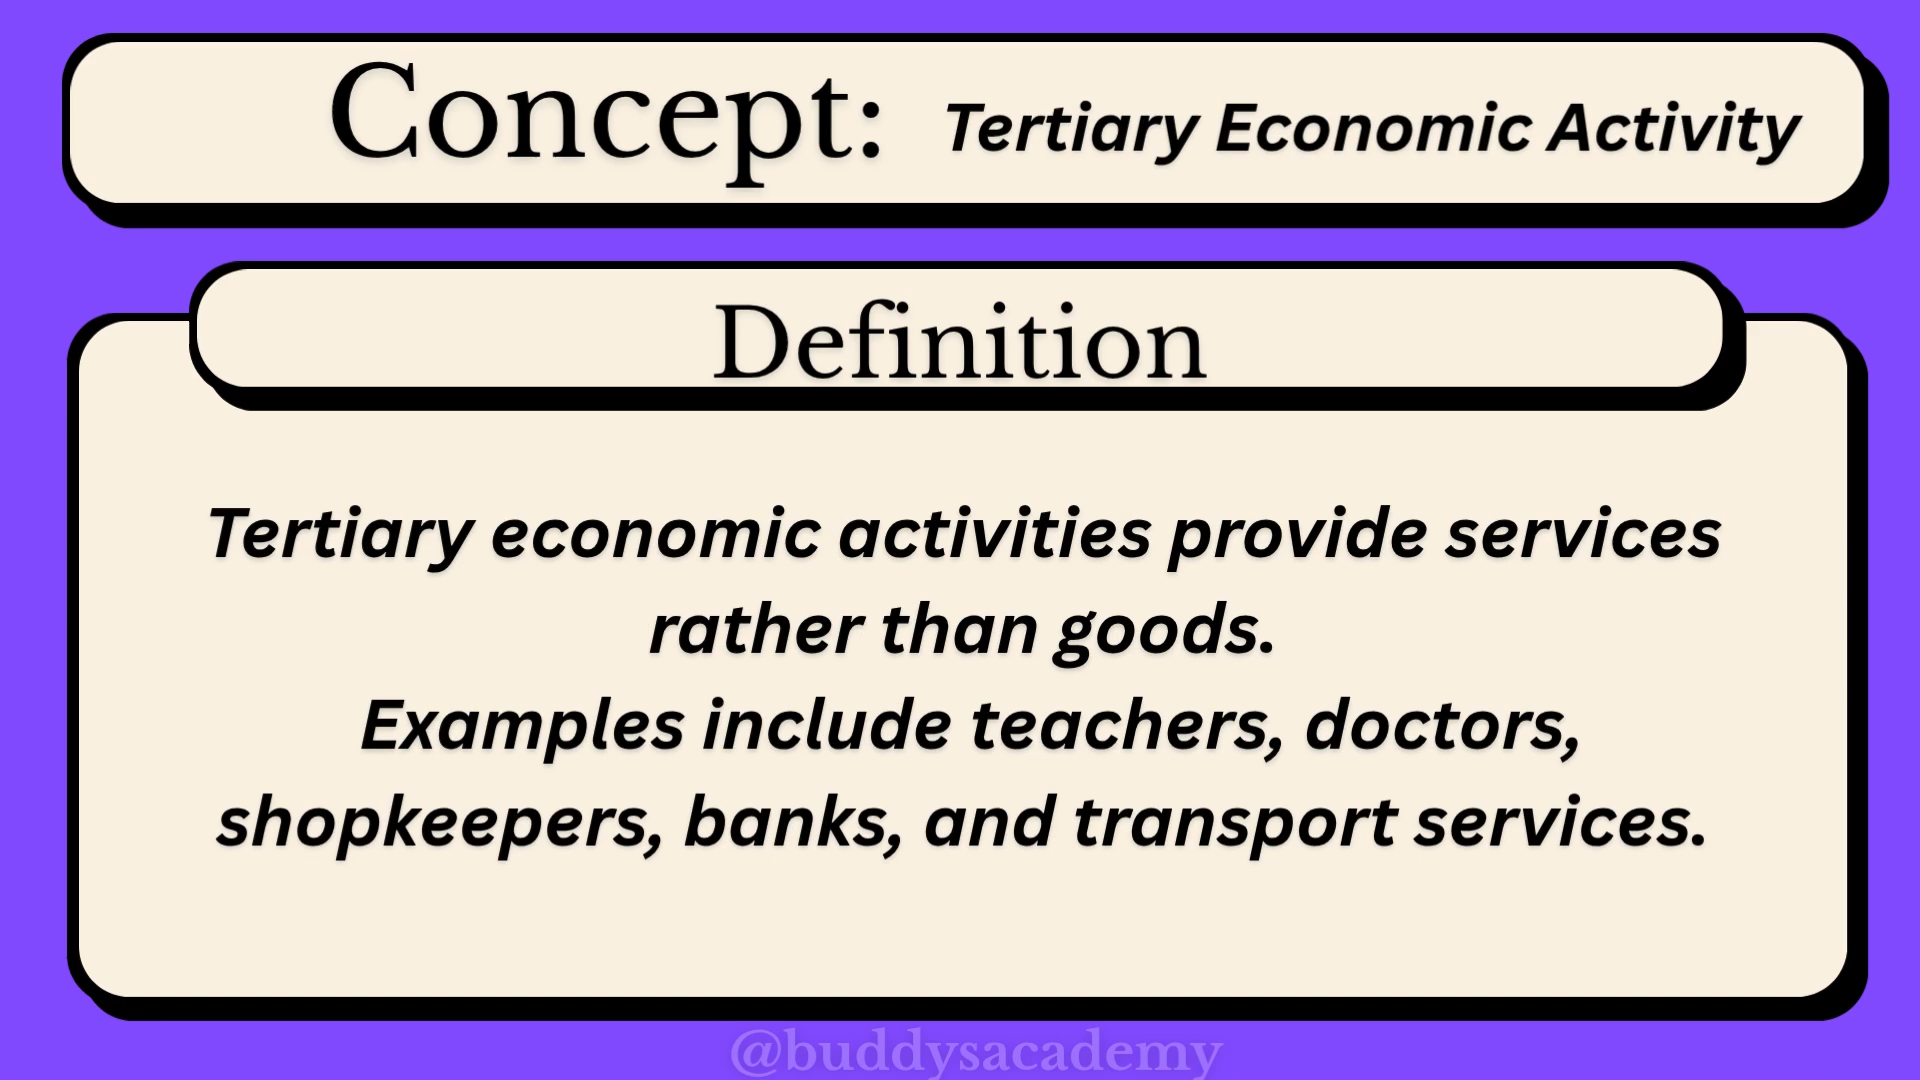 Concept: Tertiary Economic Activity
Definition
Tertiary economic activities provide services
rather than goods.
Examples include teachers, doctors,
shopkeepers, banks, and transport services.
@buddysacademy